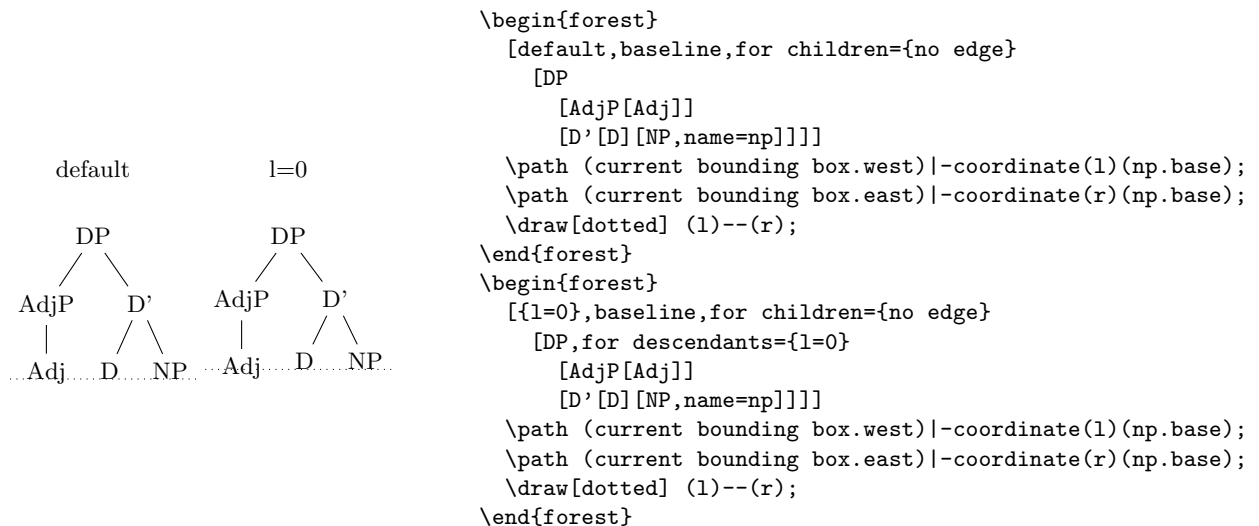 default l=0
DP DP
AdjP D' AdjP D'
Adj D NP Adj D NP
\begin{forest}
  [default,baseline,for children={no edge}
    [DP
      [AdjP[Adj]]
      [D’[D][NP,name=np]]]]
  \path (current bounding box.west)|-coordinate(l)(np.base);
  \path (current bounding box.east)|-coordinate(r)(np.base);
  \draw[dotted] (l)--(r);
\end{forest}
\begin{forest}
  [{l=0},baseline,for children={no edge}
    [DP,for descendants={l=0}
      [AdjP[Adj]]
      [D’[D][NP,name=np]]]]
  \path (current bounding box.west)|-coordinate(l)(np.base);
  \path (current bounding box.east)|-coordinate(r)(np.base);
  \draw[dotted] (l)--(r);
\end{forest}